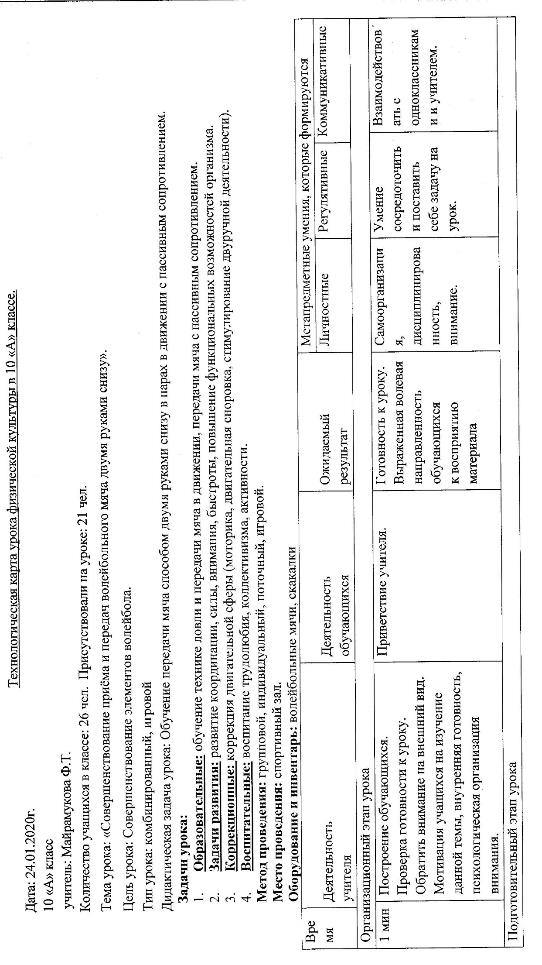 Технологическая карта урока физической культуры в 10 «А» классе.
Дата: 24.01.2020г.
10 «А» класс
учитель: Майрамукова Ф.Т.
Количество учащихся в классе: 26 чел. Присутствовали на уроке: 21 чел.
Тема урока: «Совершенствование приёма и передач волейбольного мяча двумя руками снизу».
Цель урока: Совершенствование элементов волейбола.
Тип урока: комбинированный, игровой
Дидактическая задача урока: Обучение передачи мяча способом двумя руками снизу в парах в движении с пассивным сопротивлением.
Задачи урока:
1. Образовательные: обучение технике ловли и передачи мяча в движении, передачи мяча с пассивным сопротивлением.
2. Задачи развития: развитие координации, силы, внимания, быстроты, повышение функциональных возможностей организма.
3. Коррекционные: коррекция двигательной сферы (моторика, двигательная сноровка, стимулирование двуручной деятельности).
4. Воспитательные: воспитание трудолюбия, коллективизма, активности.
Метод проведения: групповой, индивидуальный, поточный, игровой.
Место проведения: спортивный зал.
Оборудование и инвентарь: волейбольные мячи, скакалки
Вре
мя
Деятельность
учителя
Деятельность
обучающихся
Ожидаемый
результат
Метапредметные умения, которые формируются
Личностные
Регулятивные
Коммуникативные
Организационный этап урока
1 мин
Построение обучающихся.
Проверка готовности к уроку.
Обратить внимание на внешний вид.
Мотивация учащихся на изучение
данной темы, внутренняя готовность,
психологическая организация
внимания.
Приветствие учителя.
Готовность к уроку.
Выраженная волевая
направленность
обучающихся
к восприятию
материала
Самоорганизаци
я,
дисциплинирова
нность,
внимание.
Умение
сосредоточить
и поставить
себе задачу на
урок.
Взаимодействов
ать с
одноклассникам
и и учителем.
Подготовительный этап урока